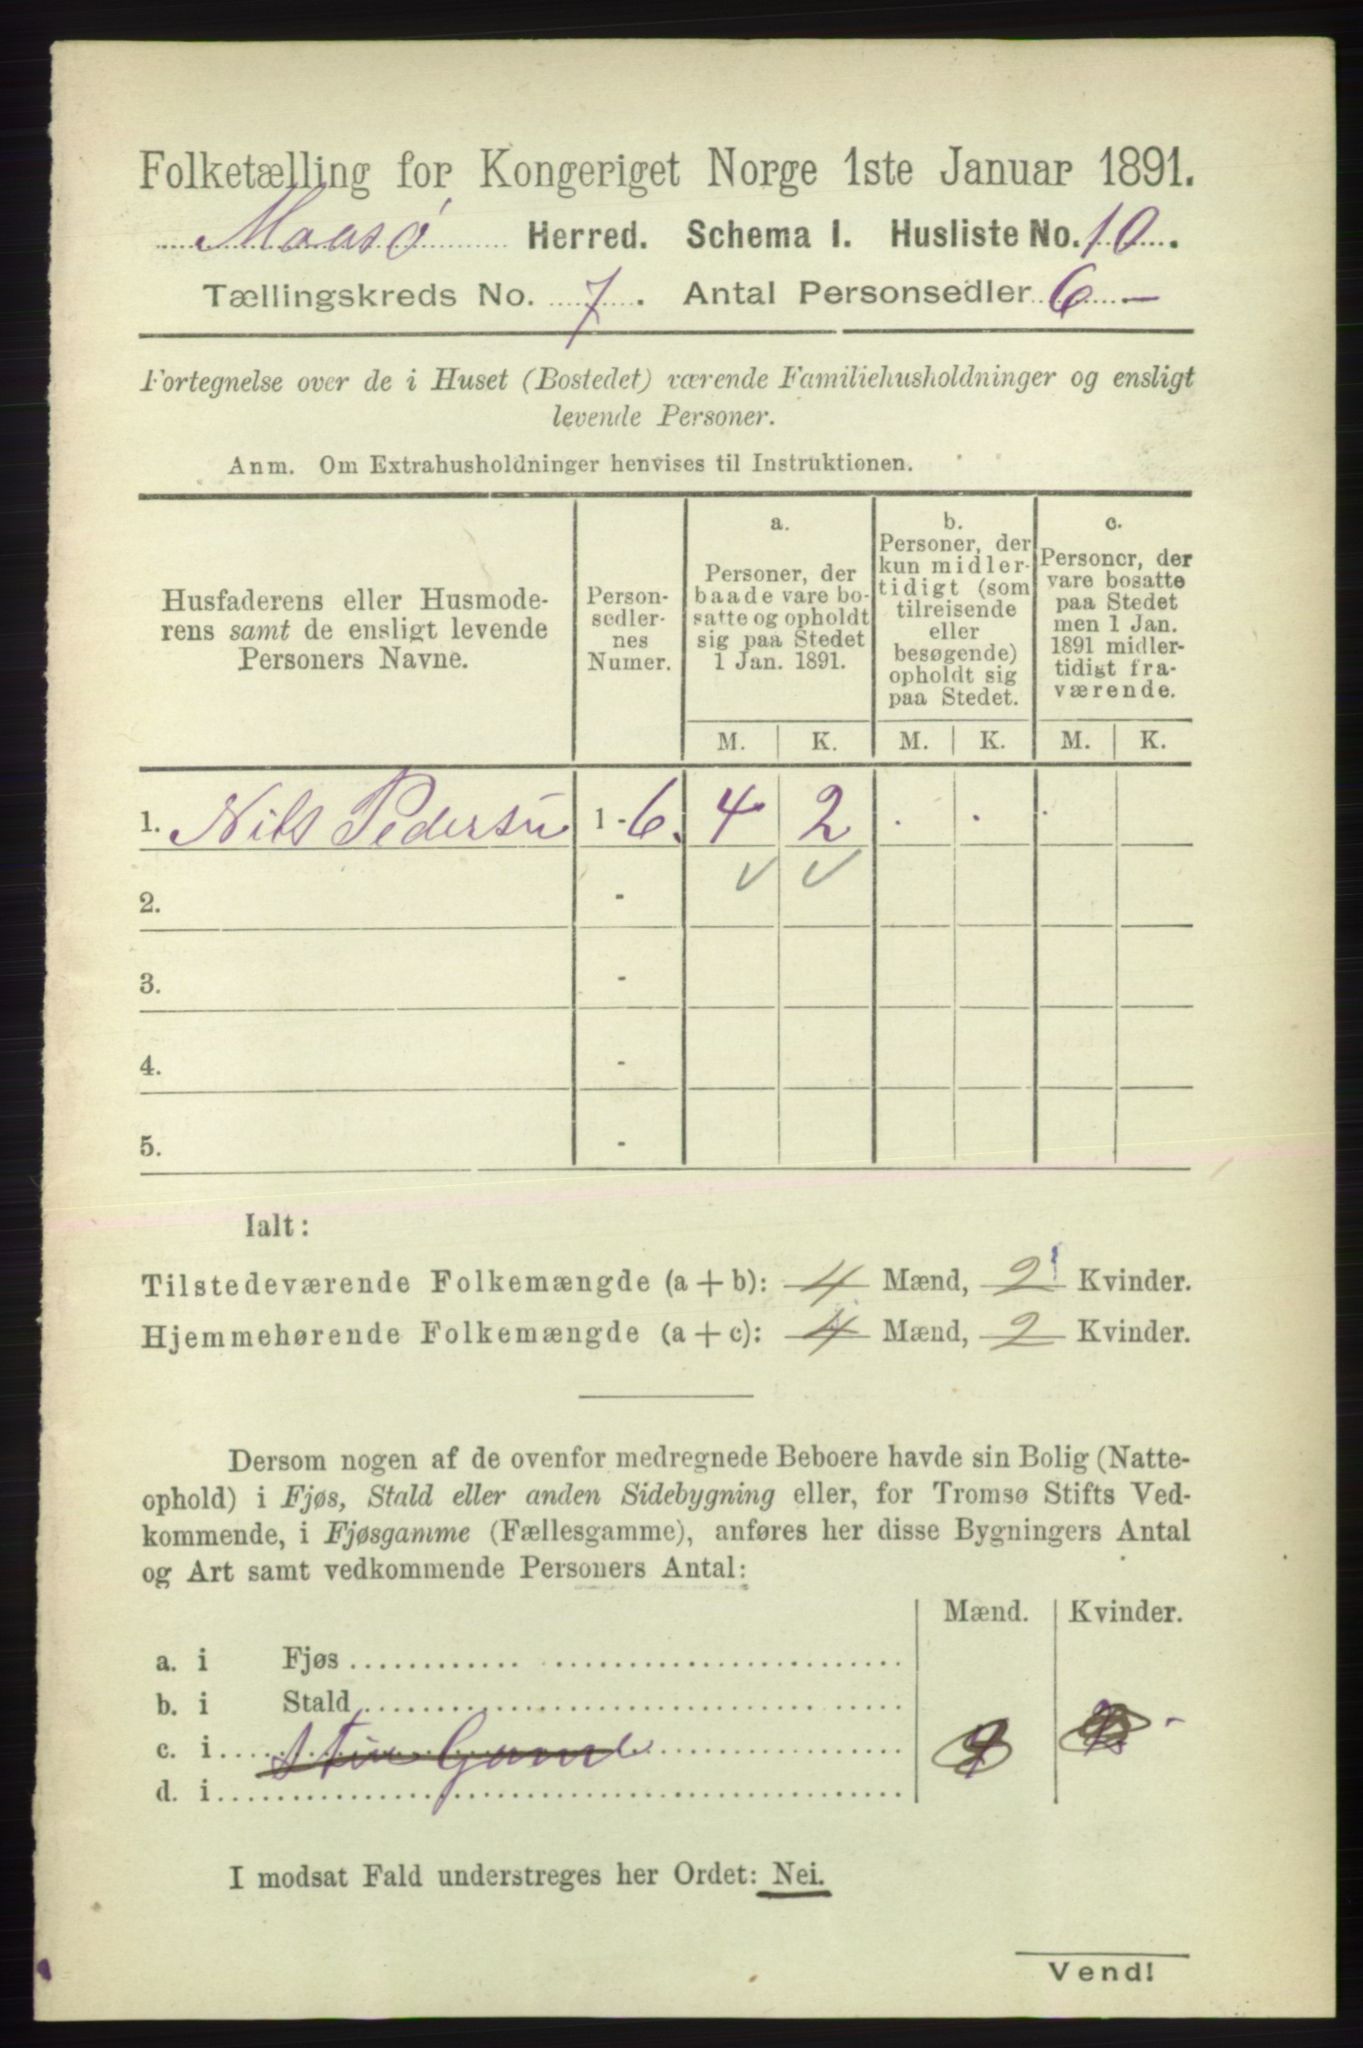 Folketælling for Kongeriget Norge 1ste Januar 1891.
Maasø Herred. Schema I. Husliste No. 10.
Tællingskreds No. 7. Antal Personsedler 6 -
Fortegnelse over de i Huset (Bostedet) værende Familiehusholdninger og ensligt
levende Personer.
Anm. Om Extrahusholdninger henvises til Instruktionen.
Husfaderens eller Husmode-
rens samt de ensligt levende
Personers Navne.
Person-
sedler-
nes
Numer.
a.
Personer, der
baade vare bo-
satte og opholdt
sig paa Stedet
1 Jan. 1891.
b.
Personer, der
kun midler-
tidigt (som
tilreisende
eller
besøgende)
opholdt sig
paa Stedet.
c.
Personer, der
vare bosatte
paa Stedet
men 1 Jan.
1891 midler-
tidigt fra-
værende.
M. K. M. K. M. K.
1. Nils Pedersen 1 - 6. 4 2 . . .
2. - ✓ ✓
3. -
4. -
5. -
Ialt:
Tilstedeværende Folkemængde (a + b): 4 Mænd, 2 Kvinder.
Hjemmehørende Folkemængde (a + c): 4 Mænd, 2 Kvinder.
Dersom nogen af de ovenfor medregnede Beboere havde sin Bolig (Natte-
ophold) i Fjøs, Stald eller anden Sidebygning eller, for Tromsø Stifts Ved-
kommende, i Fjøsgamme (Fællesgamme), anføres her disse Bygningers Antal
og Art samt vedkommende Personers Antal:
Mænd. Kvinder.
a. i Fjøs
b. i Stald
c. i
d. i
I modsat Fald understreges her Ordet: Nei.
Vend!